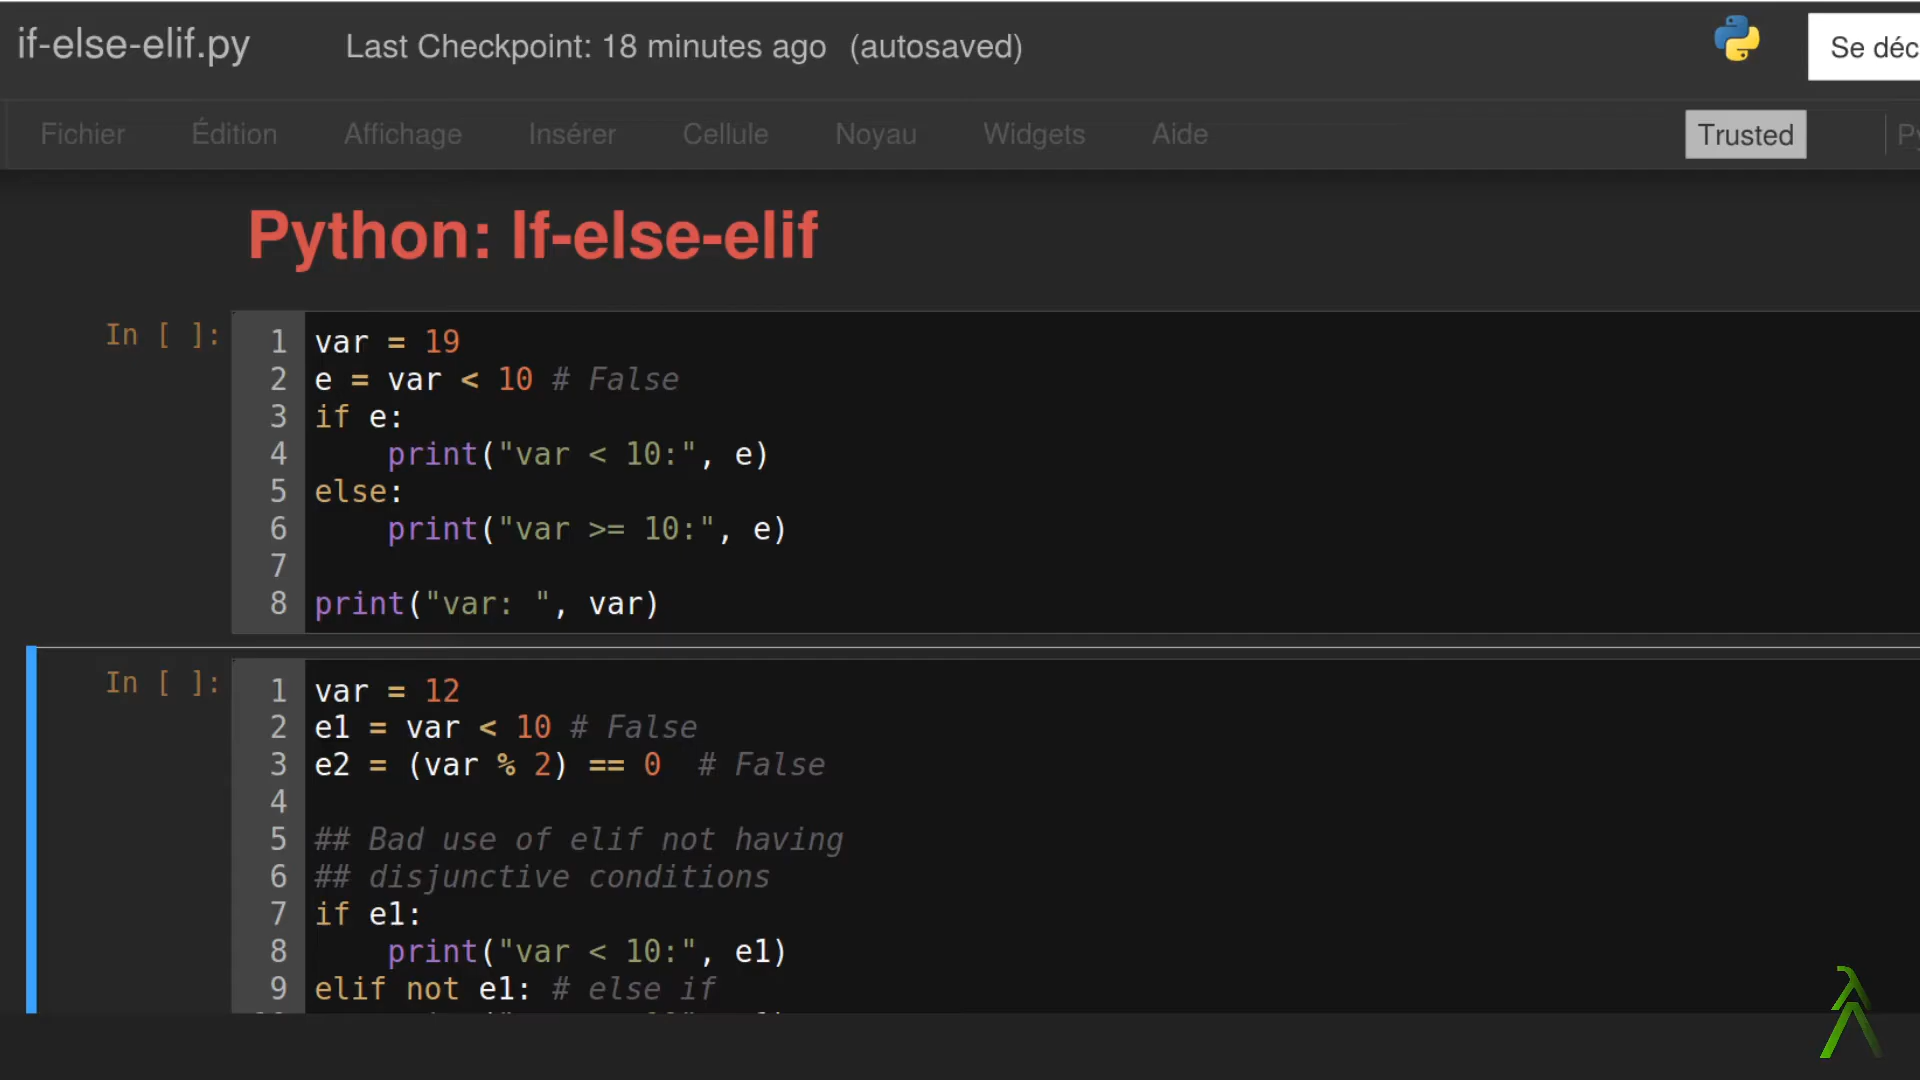 if-else-elif.py Last Checkpoint: 18 minutes ago (autosaved)
Se déc
Fichier Édition Affichage Insérer Cellule Noyau Widgets Aide Trusted Py
Python: If-else-elif
In [ ]:
1 var = 19
2 e = var < 10 # False
3 if e:
4     print("var < 10:", e)
5 else:
6     print("var >= 10:", e)
7
8 print("var: ", var)
In [ ]:
1 var = 12
2 e1 = var < 10 # False
3 e2 = (var % 2) == 0  # False
4
5 ## Bad use of elif not having
6 ## disjunctive conditions
7 if e1:
8     print("var < 10:", e1)
9 elif not e1: # else if